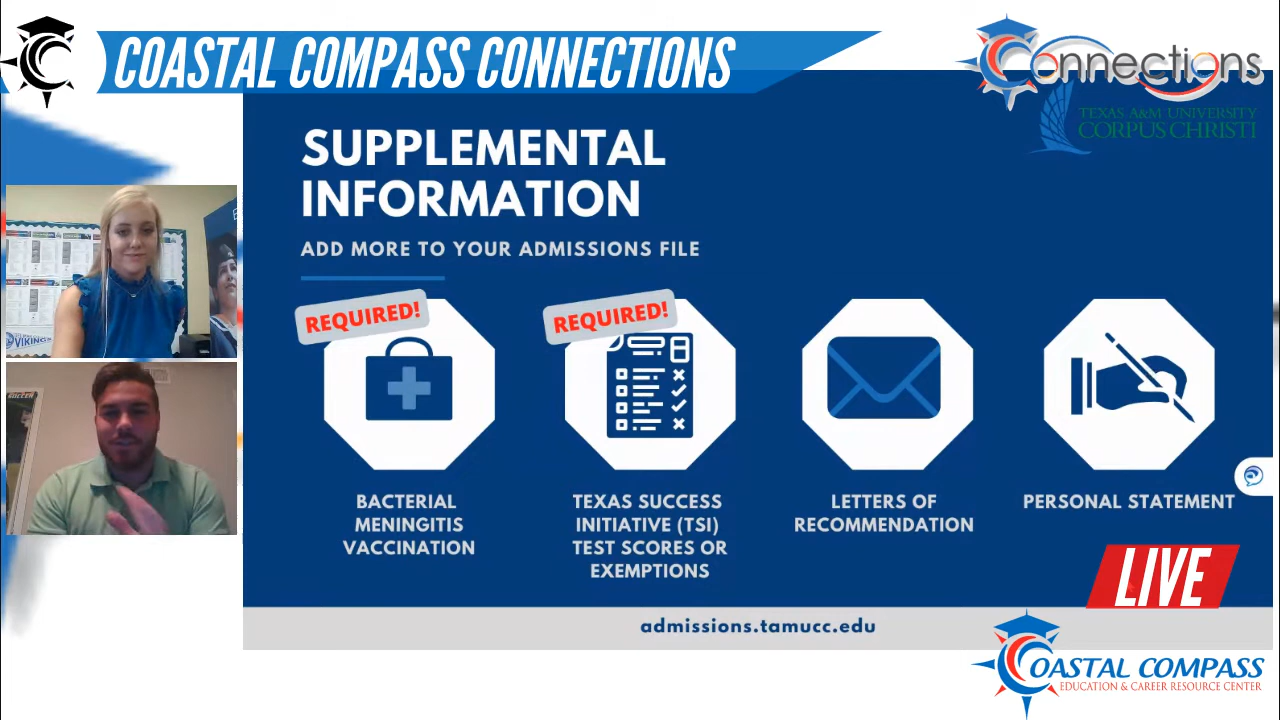 COASTAL COMPASS CONNECTIONS
Connections
TEXAS A&M UNIVERSITY
CORPUS CHRISTI
SUPPLEMENTAL
INFORMATION
ADD MORE TO YOUR ADMISSIONS FILE
REQUIRED!
REQUIRED!
BACTERIAL
MENINGITIS
VACCINATION
TEXAS SUCCESS
INITIATIVE (TSI)
TEST SCORES OR
EXEMPTIONS
LETTERS OF
RECOMMENDATION
PERSONAL STATEMENT
SOCCER
VIKINGS
LIVE
admissions.tamucc.edu
COASTAL COMPASS
EDUCATION & CAREER RESOURCE CENTER